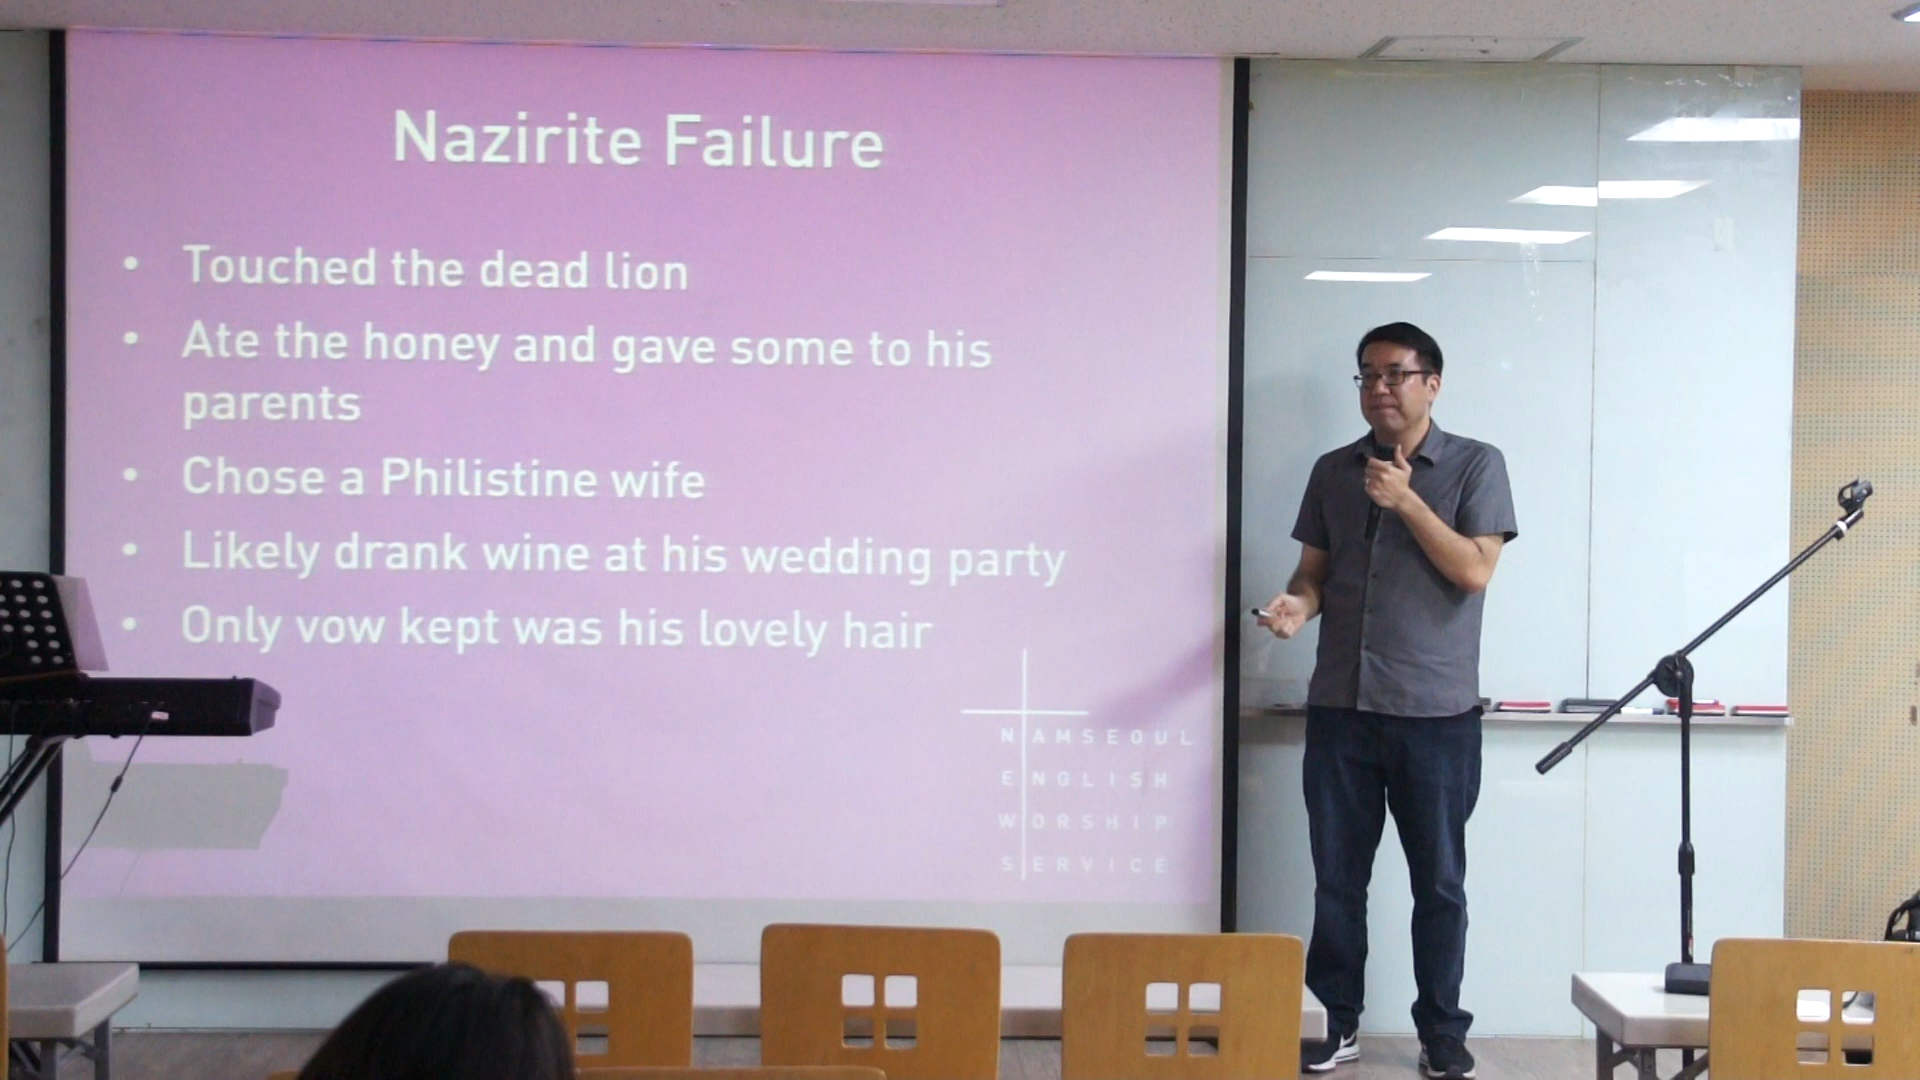 Nazirite Failure
• Touched the dead lion
• Ate the honey and gave some to his
parents
• Chose a Philistine wife
• Likely drank wine at his wedding party
• Only vow kept was his lovely hair
NAMSEOUL
ENGLISH
WORSHIP
SERVICE